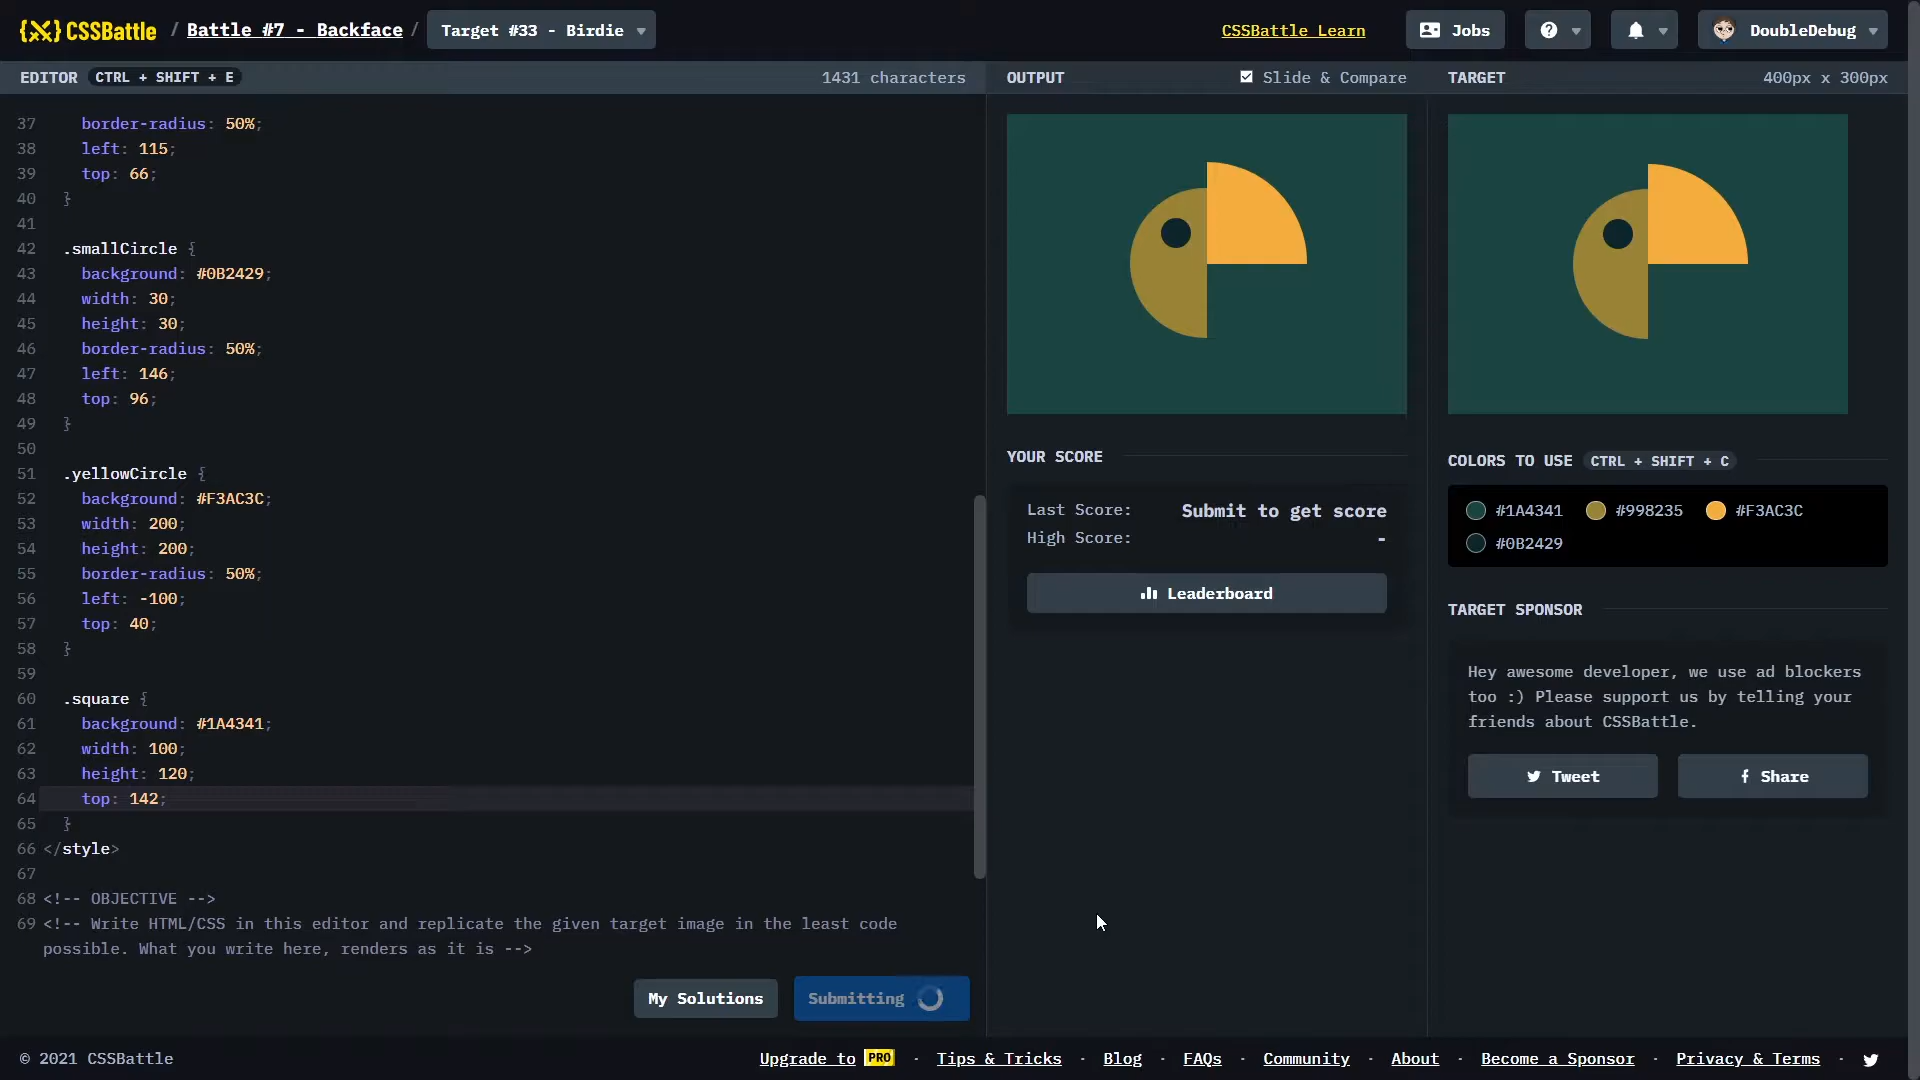 CSSBattle / Battle #7 - Backface / Target #33 - Birdie
CSSBattle Learn
Jobs
DoubleDebug
EDITOR CTRL + SHIFT + E
1431 characters
OUTPUT
Slide & Compare
TARGET
400px x 300px
37 border-radius: 50%;
38 left: 115;
39 top: 66;
40 }
41
42 .smallCircle {
43 background: #0B2429;
44 width: 30;
45 height: 30;
46 border-radius: 50%;
47 left: 146;
48 top: 96;
49 }
50
51 .yellowCircle {
52 background: #F3AC3C;
53 width: 200;
54 height: 200;
55 border-radius: 50%;
56 left: -100;
57 top: 40;
58 }
59
60 .square {
61 background: #1A4341;
62 width: 100;
63 height: 120;
64 top: 142;
65 }
66 </style>
67
68 <!-- OBJECTIVE -->
69 <!-- Write HTML/CSS in this editor and replicate the given target image in the least code
possible. What you write here, renders as it is -->
My Solutions
Submitting
YOUR SCORE
Last Score: Submit to get score
High Score: -
Leaderboard
COLORS TO USE CTRL + SHIFT + C
#1A4341 #998235 #F3AC3C
#0B2429
TARGET SPONSOR
Hey awesome developer, we use ad blockers
too :) Please support us by telling your
friends about CSSBattle.
Tweet
Share
© 2021 CSSBattle
Upgrade to PRO · Tips & Tricks · Blog · FAQs · Community · About · Become a Sponsor · Privacy & Terms ·